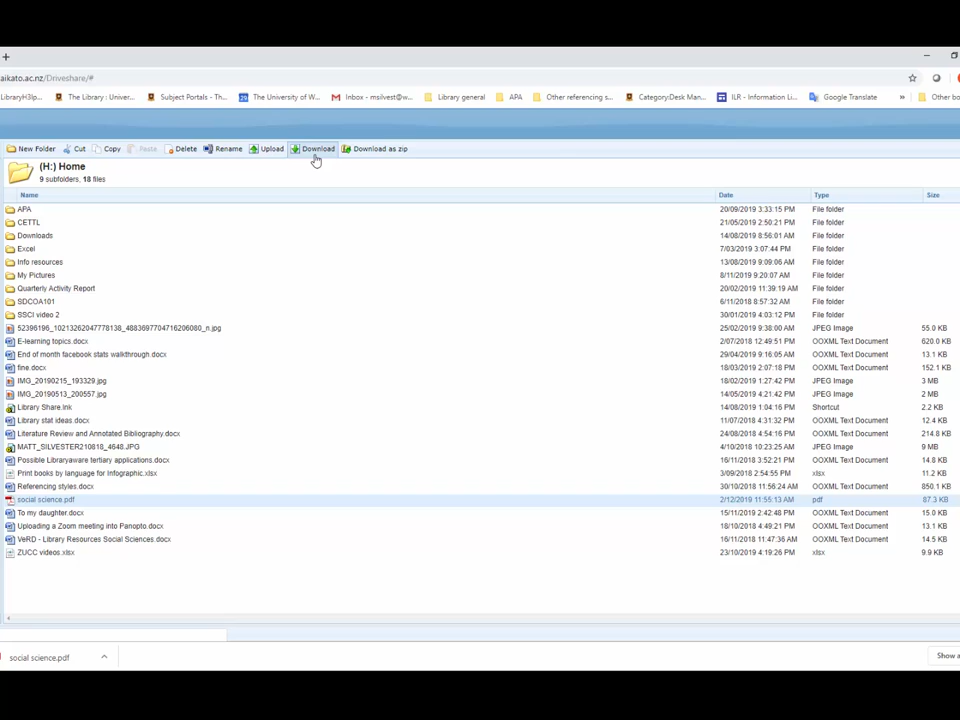 +
aikato.ac.nz/Driveshare/#
LibraryH3lp... The Library : Univer... Subject Portals - Th... The University of W... Inbox - msilvest@w... Library general APA Other referencing s... Category:Desk Man... ILR - Information Li... Google Translate » Other bo
New Folder Cut Copy Paste Delete Rename Upload Download Download as zip
(H:) Home
9 subfolders, 18 files
Name Date Type Size
APA 20/09/2019 3:33:15 PM File folder
CETTL 21/05/2019 2:50:21 PM File folder
Downloads 14/08/2019 8:56:01 AM File folder
Excel 7/03/2019 3:07:44 PM File folder
Info resources 13/08/2019 9:09:06 AM File folder
My Pictures 8/11/2019 9:20:07 AM File folder
Quarterly Activity Report 20/02/2019 11:39:19 AM File folder
SDCOA101 6/11/2018 8:57:32 AM File folder
SSCI video 2 30/01/2019 4:03:12 PM File folder
52396196_10213262047778138_4883697704716206080_n.jpg 25/02/2019 9:38:00 AM JPEG Image 55.0 KB
E-learning topics.docx 2/07/2018 12:49:51 PM OOXML Text Document 620.0 KB
End of month facebook stats walkthrough.docx 29/04/2019 9:16:05 AM OOXML Text Document 13.1 KB
fine.docx 18/03/2019 2:07:18 PM OOXML Text Document 152.1 KB
IMG_20190215_193329.jpg 18/02/2019 1:27:42 PM JPEG Image 3 MB
IMG_20190513_200557.jpg 14/05/2019 4:21:42 PM JPEG Image 2 MB
Library Share.lnk 14/08/2019 1:04:16 PM Shortcut 2.2 KB
Library stat ideas.docx 11/07/2018 4:31:32 PM OOXML Text Document 12.4 KB
Literature Review and Annotated Bibliography.docx 24/08/2018 4:54:16 PM OOXML Text Document 214.8 KB
MATT_SILVESTER210818_4648.JPG 4/10/2018 10:23:25 AM JPEG Image 9 MB
Possible Libraryaware tertiary applications.docx 16/11/2018 3:52:21 PM OOXML Text Document 14.8 KB
Print books by language for Infographic.xlsx 3/09/2018 2:54:55 PM xlsx 11.2 KB
Referencing styles.docx 30/10/2018 11:56:24 AM OOXML Text Document 850.1 KB
social science.pdf 2/12/2019 11:55:13 AM pdf 87.3 KB
To my daughter.docx 15/11/2019 2:42:48 PM OOXML Text Document 15.0 KB
Uploading a Zoom meeting into Panopto.docx 18/10/2018 4:49:21 PM OOXML Text Document 13.1 KB
VeRD - Library Resources Social Sciences.docx 16/11/2018 11:47:36 AM OOXML Text Document 14.5 KB
ZUCC videos.xlsx 23/10/2019 4:19:26 PM xlsx 9.9 KB
social science.pdf Show a